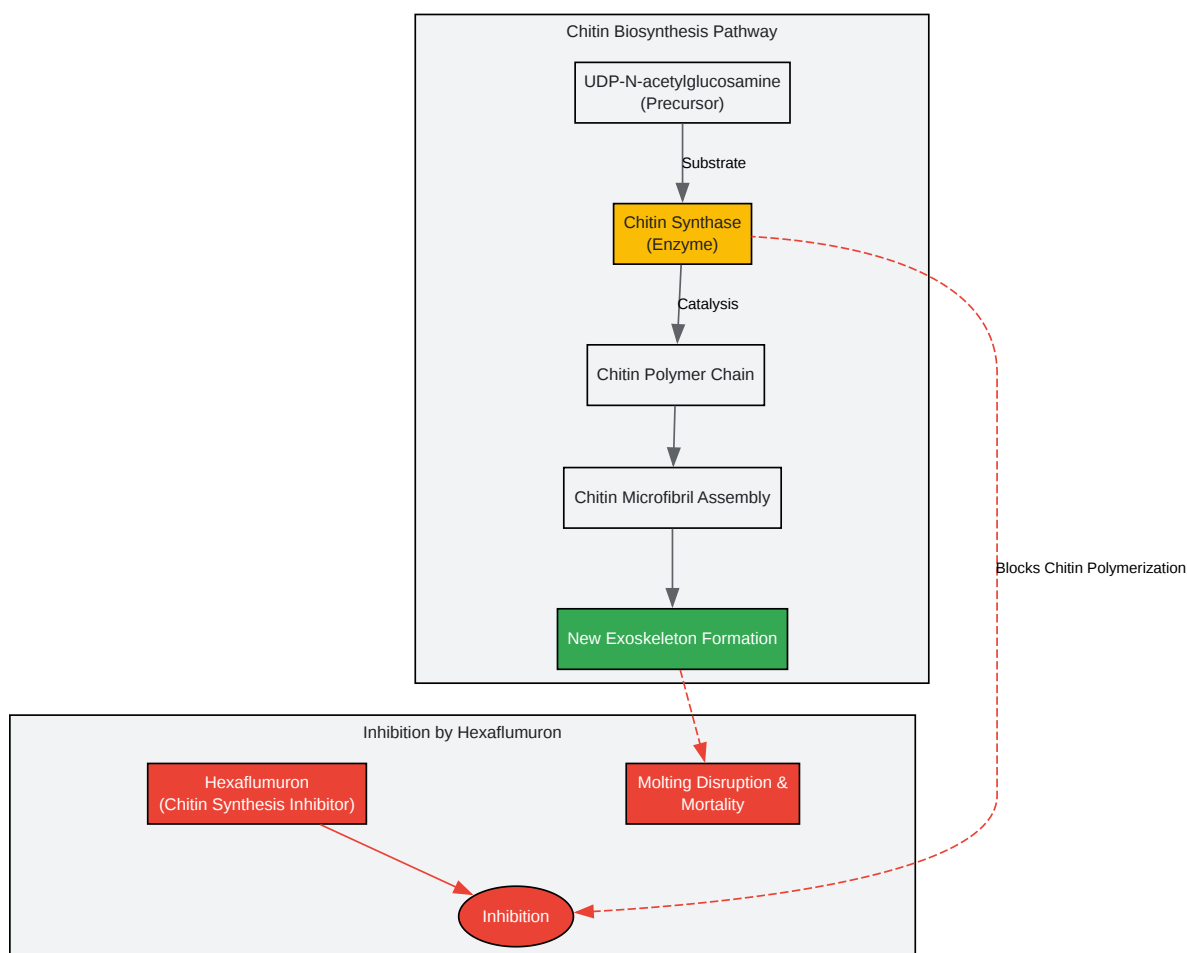 Chitin Biosynthesis Pathway
UDP-N-acetylglucosamine
(Precursor)
Substrate
Chitin Synthase
(Enzyme)
Catalysis
Chitin Polymer Chain
Chitin Microfibril Assembly
Blocks Chitin Polymerization
New Exoskeleton Formation
Inhibition by Hexaflumuron
Hexaflumuron
(Chitin Synthesis Inhibitor)
Molting Disruption &
Mortality
Inhibition